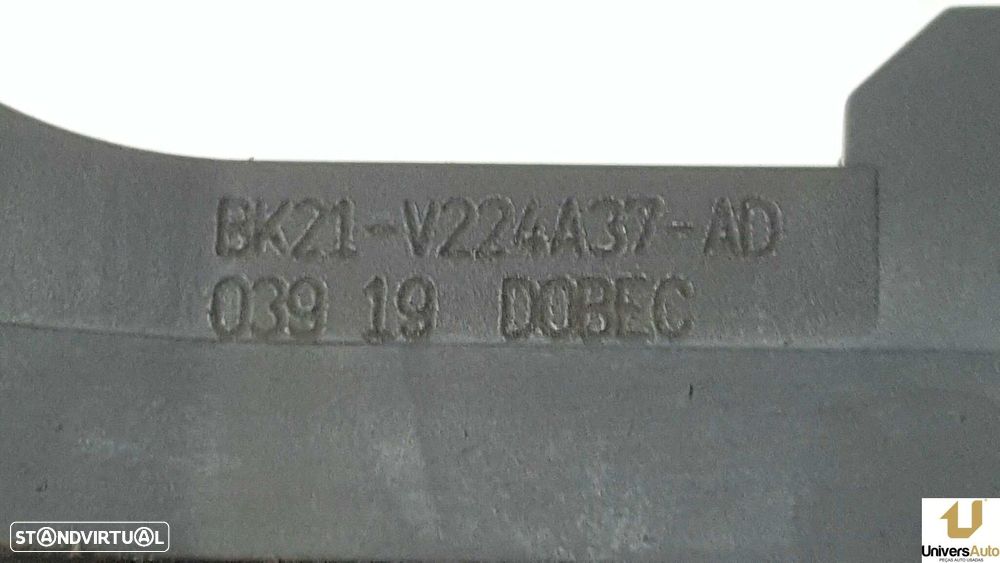 BK21-V224A37-AD
039 19 DOBEC
STANDVIRTUAL
UniversAuto
PEÇAS AUTO USADAS